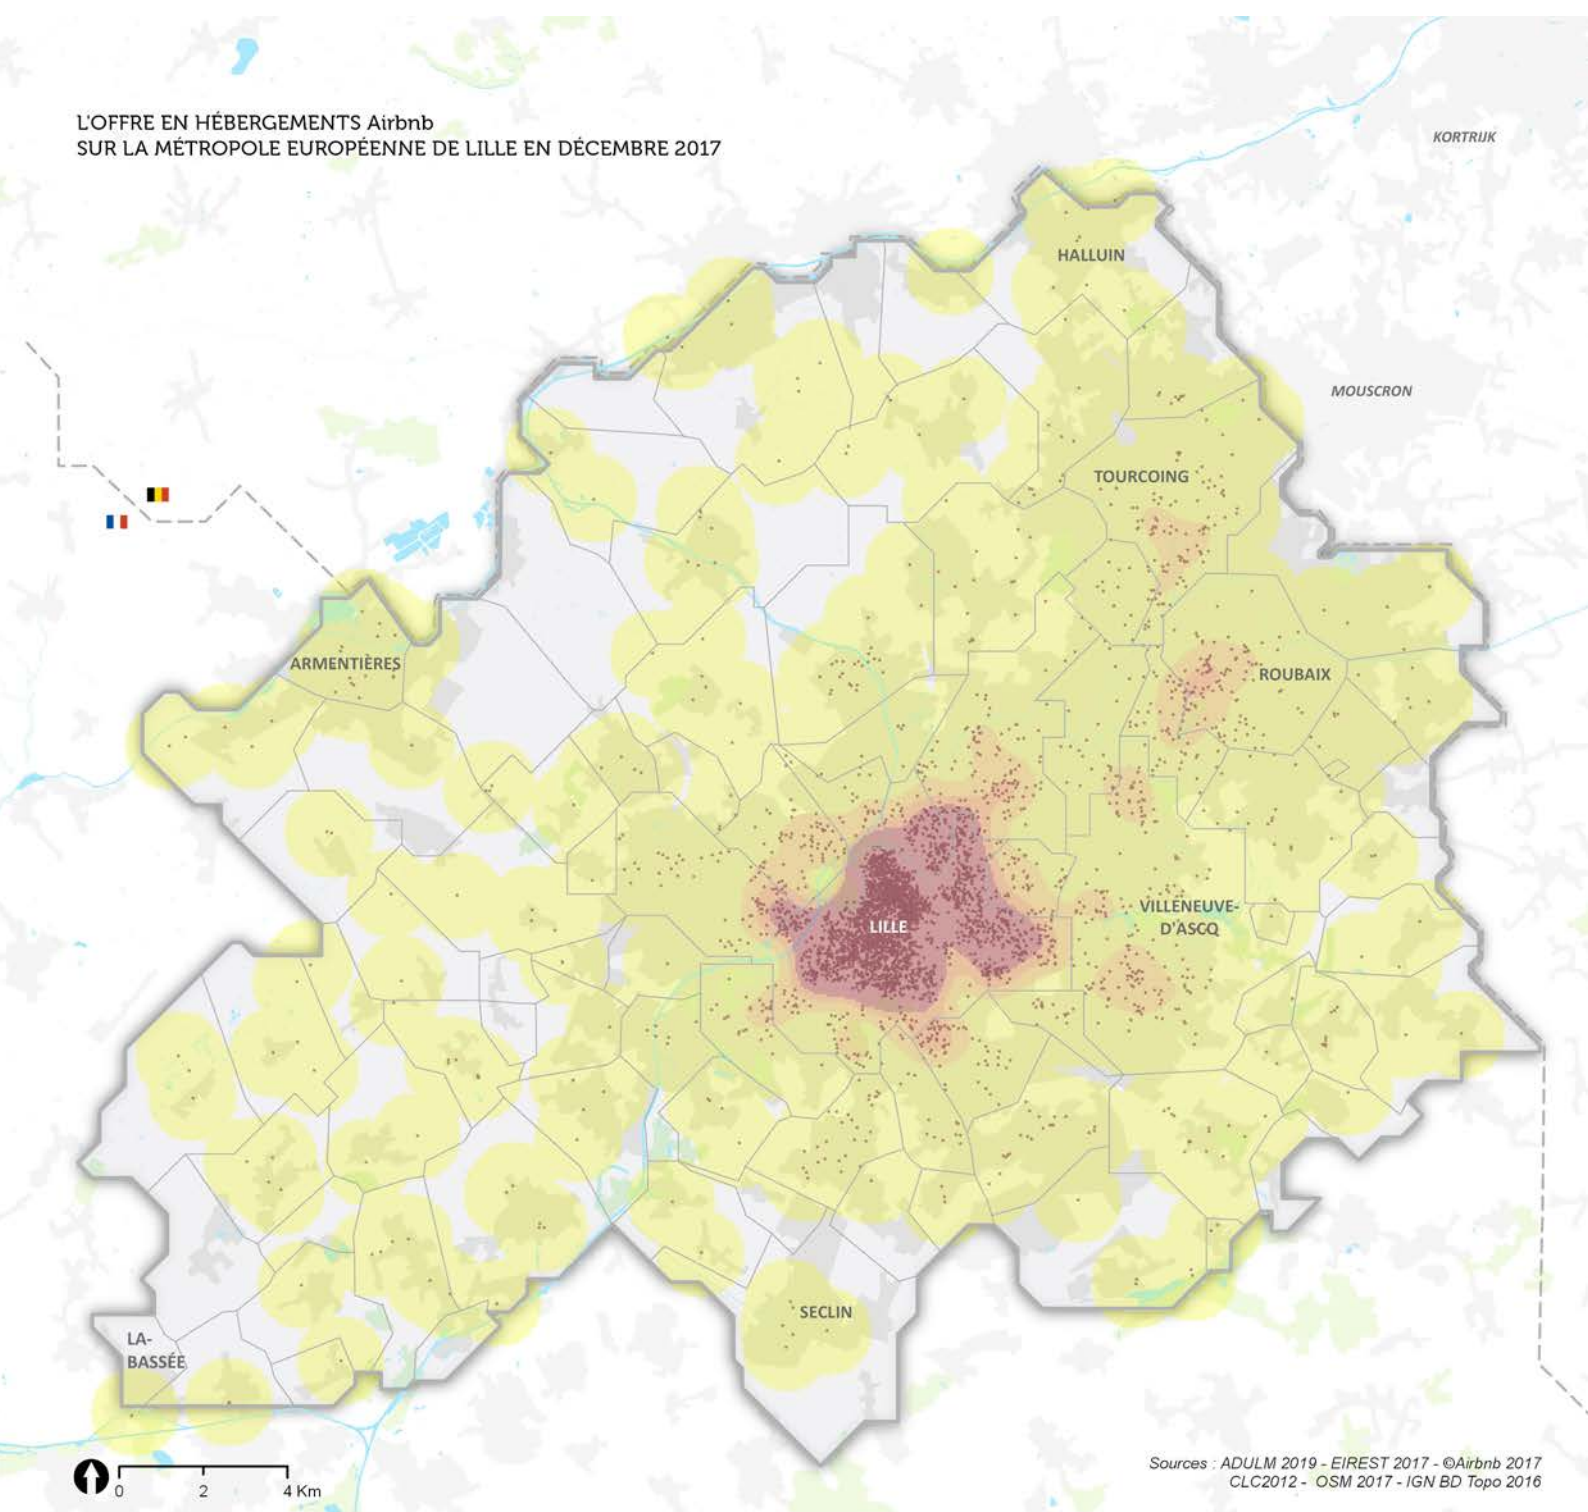 L'OFFRE EN HÉBERGEMENTS Airbnb
SUR LA MÉTROPOLE EUROPÉENNE DE LILLE EN DÉCEMBRE 2017
KORTRIJK
HALLUIN
MOUSCRON
TOURCOING
ARMENTIÈRES
ROUBAIX
VILLENEUVE-
D'ASCQ
LILLE
SECLIN
LA-
BASSÉE
0 2 4 Km
Sources : ADULM 2019 - EIREST 2017 - ©Airbnb 2017
CLC2012 - OSM 2017 - IGN BD Topo 2016